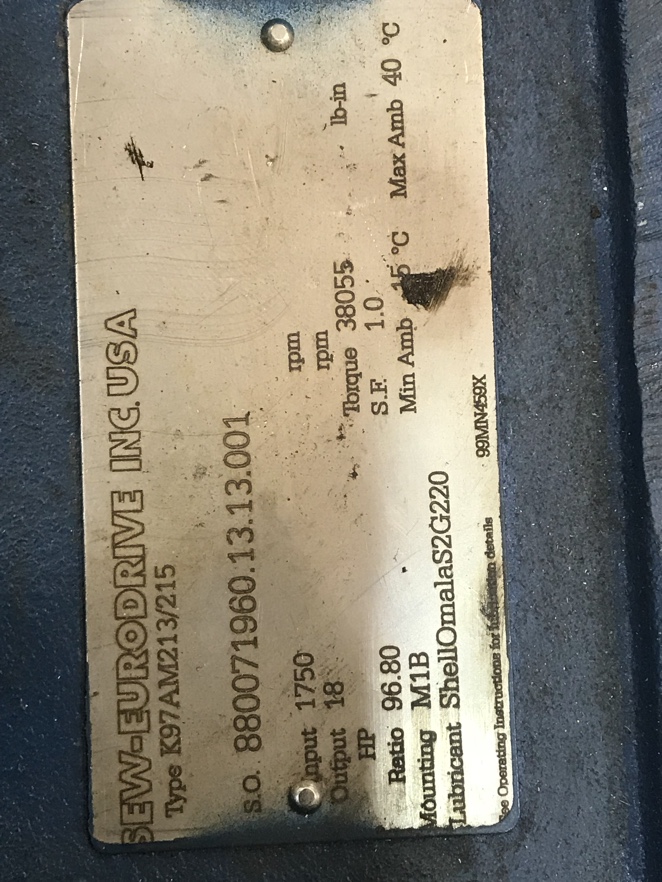 SEW-EURODRIVE INC. USA
Type K97AM213/215
S.O. 880071960.13.13.001
Input 1750 rpm
Output 18 rpm
HP Torque 38055 lb-in
Ratio 96.80 S.F. 1.0
Mounting M1B Min Amb 15 °C Max Amb 40 °C
Lubricant ShellOmalaS2G220
See Operating Instructions for details 99MN459X